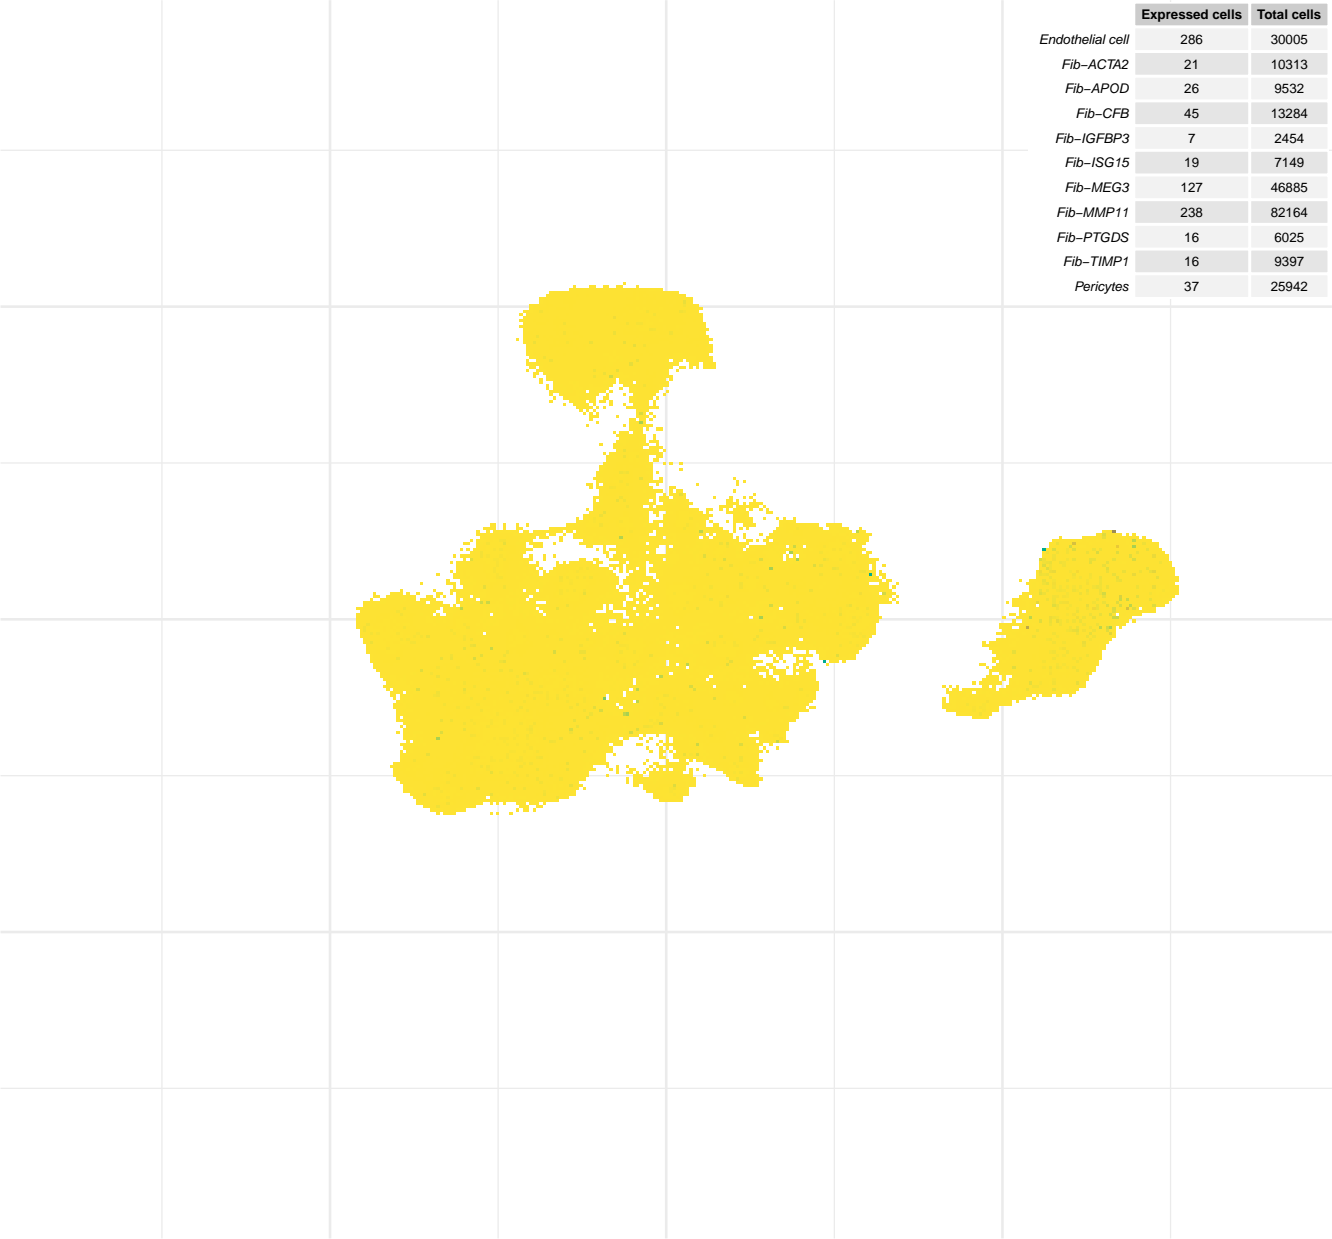 Expressed cells Total cells
Endothelial cell 286 30005
Fib−ACTA2 21 10313
Fib−APOD 26 9532
Fib−CFB 45 13284
Fib−IGFBP3 7 2454
Fib−ISG15 19 7149
Fib−MEG3 127 46885
Fib−MMP11 238 82164
Fib−PTGDS 16 6025
Fib−TIMP1 16 9397
Pericytes 37 25942